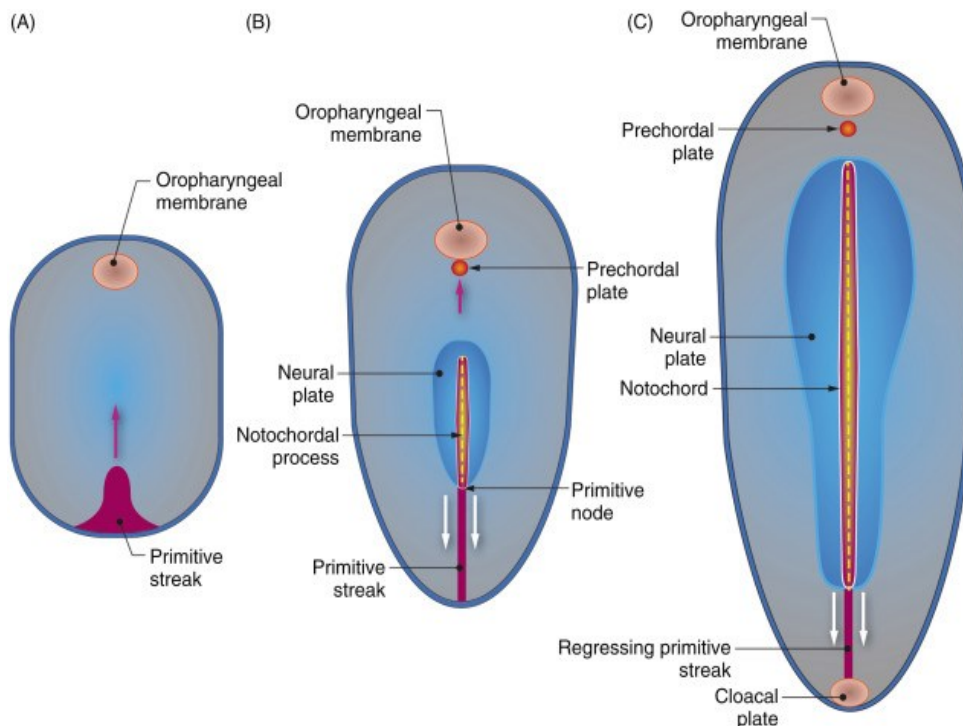 (A)
Oropharyngeal
membrane
Primitive
streak
(B)
Oropharyngeal
membrane
Prechordal
plate
Neural
plate
Notochordal
process
Primitive
node
Primitive
streak
(C)
Oropharyngeal
membrane
Prechordal
plate
Neural
plate
Notochord
Regressing primitive
streak
Cloacal
plate